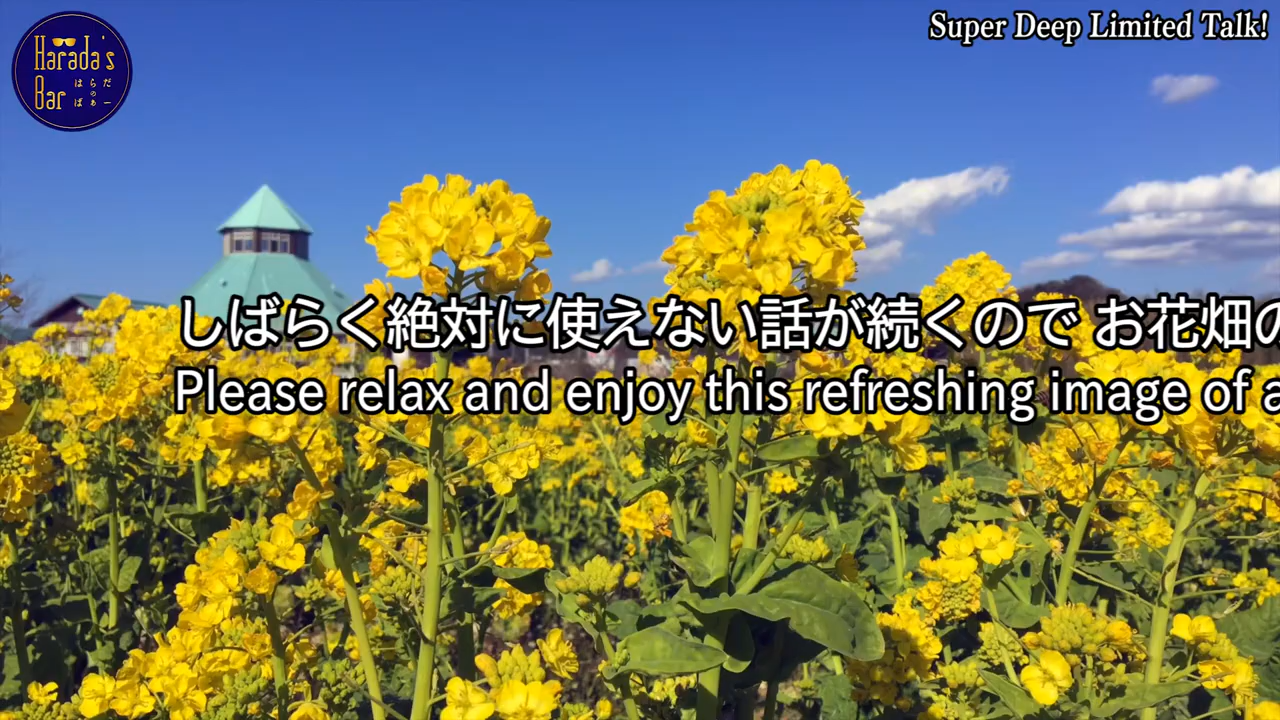 Super Deep Limited Talk!
Harada's
Bar
はらだ
の
ばぁー
しばらく絶対に使えない話が続くので お花畑の
Please relax and enjoy this refreshing image of a